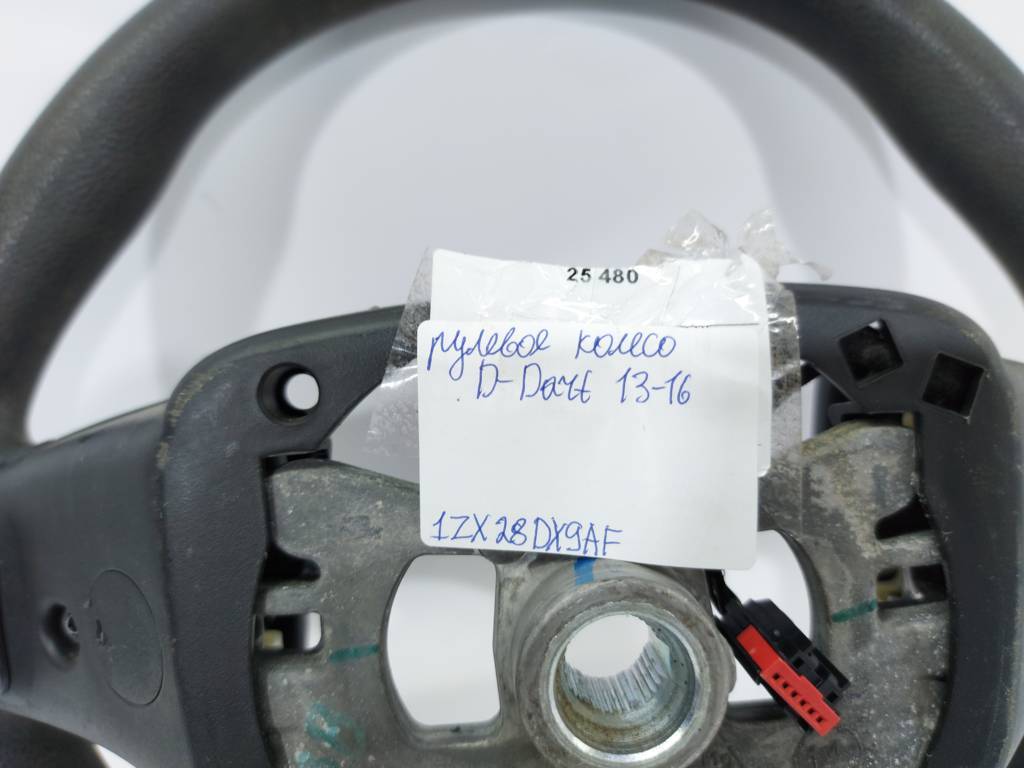 25 480
рулевое колесо
D-Dart 13-16
1ZX28DX9AF